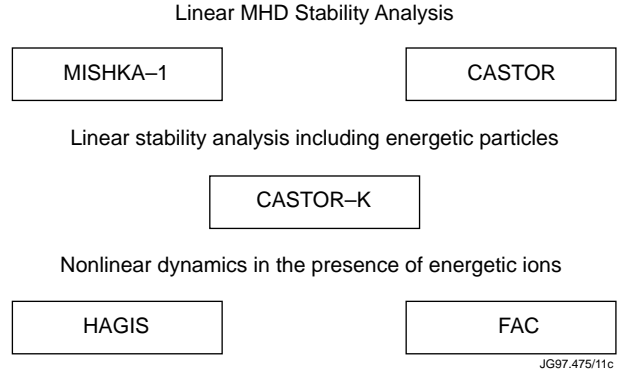 Linear MHD Stability Analysis
MISHKA–1 CASTOR
Linear stability analysis including energetic particles
CASTOR–K
Nonlinear dynamics in the presence of energetic ions
HAGIS FAC
JG97.475/11c